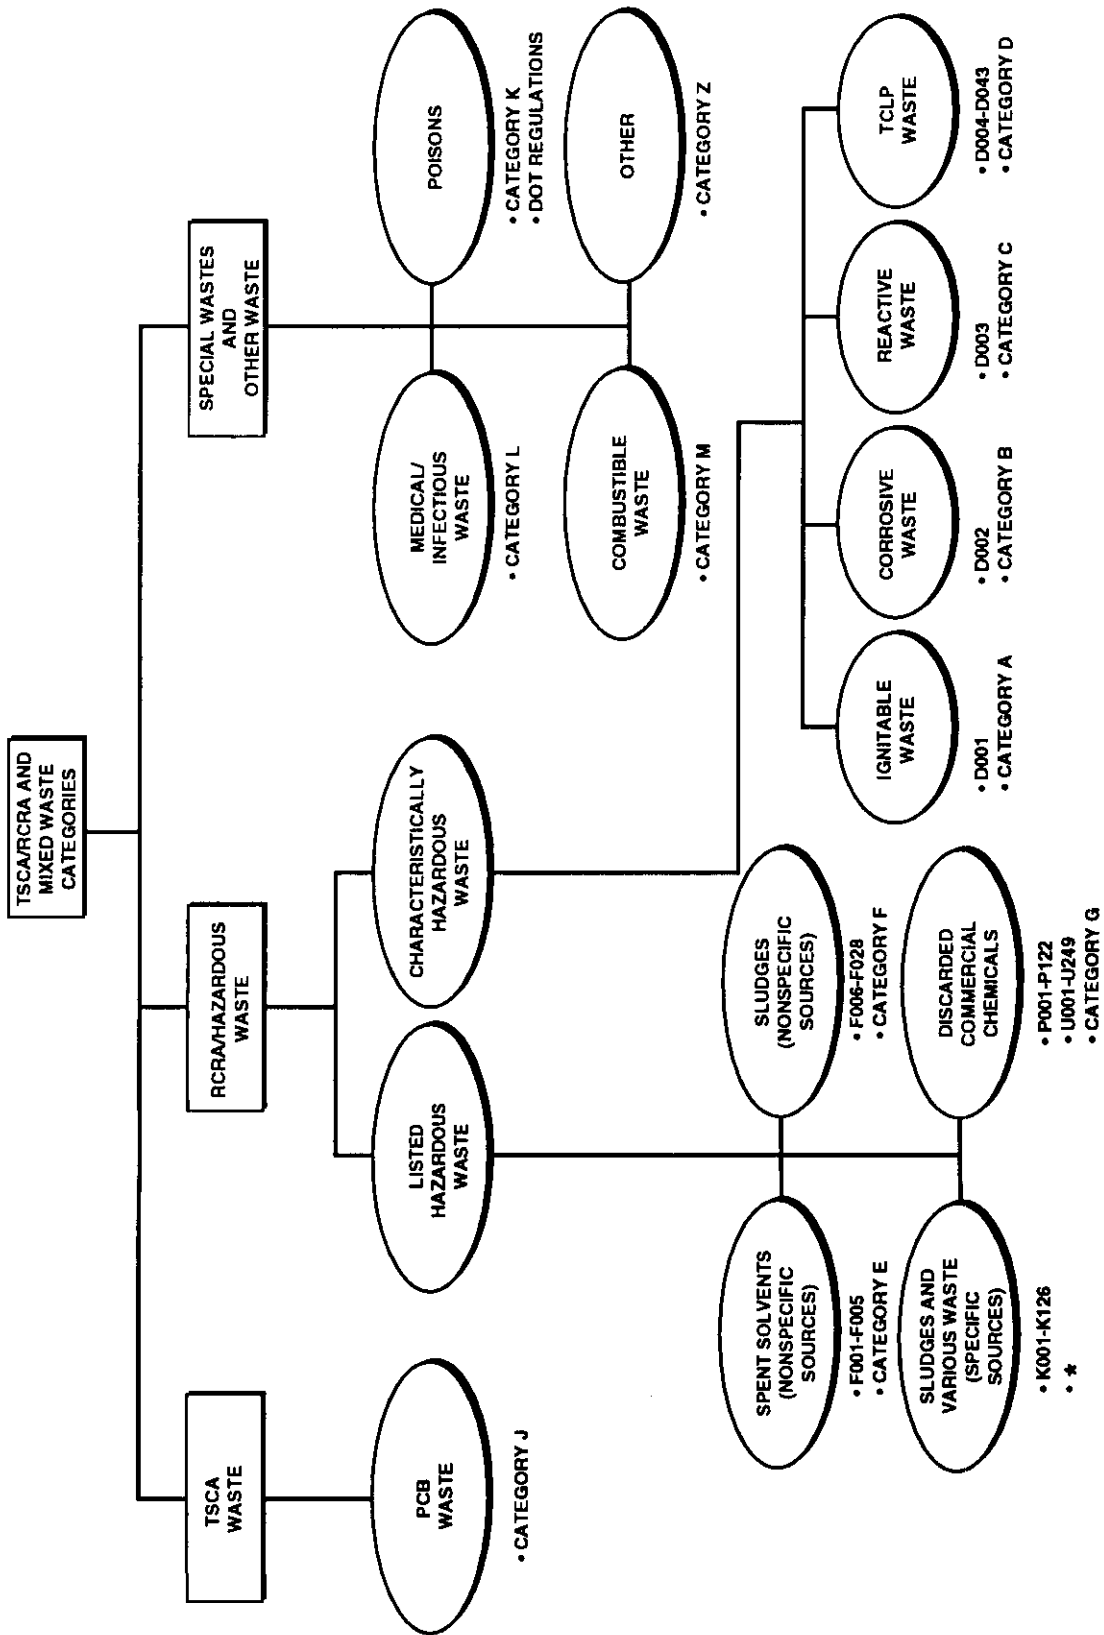 TSCA/RCRA AND
MIXED WASTE
CATEGORIES
TSCA
WASTE
RCRA/HAZARDOUS
WASTE
SPECIAL WASTES
AND
OTHER WASTE
PCB
WASTE
• CATEGORY J
LISTED
HAZARDOUS
WASTE
CHARACTERISTICALLY
HAZARDOUS
WASTE
MEDICAL/
INFECTIOUS
WASTE
• CATEGORY L
POISONS
• CATEGORY K
• DOT REGULATIONS
COMBUSTIBLE
WASTE
• CATEGORY M
OTHER
• CATEGORY Z
SPENT SOLVENTS
(NONSPECIFIC
SOURCES)
• F001-F005
• CATEGORY E
SLUDGES
(NONSPECIFIC
SOURCES)
• F006-F028
• CATEGORY F
SLUDGES AND
VARIOUS WASTE
(SPECIFIC
SOURCES)
• K001-K126
• *
DISCARDED
COMMERCIAL
CHEMICALS
• P001-P122
• U001-U249
• CATEGORY G
IGNITABLE
WASTE
• D001
• CATEGORY A
CORROSIVE
WASTE
• D002
• CATEGORY B
REACTIVE
WASTE
• D003
• CATEGORY C
TCLP
WASTE
• D004-D043
• CATEGORY D